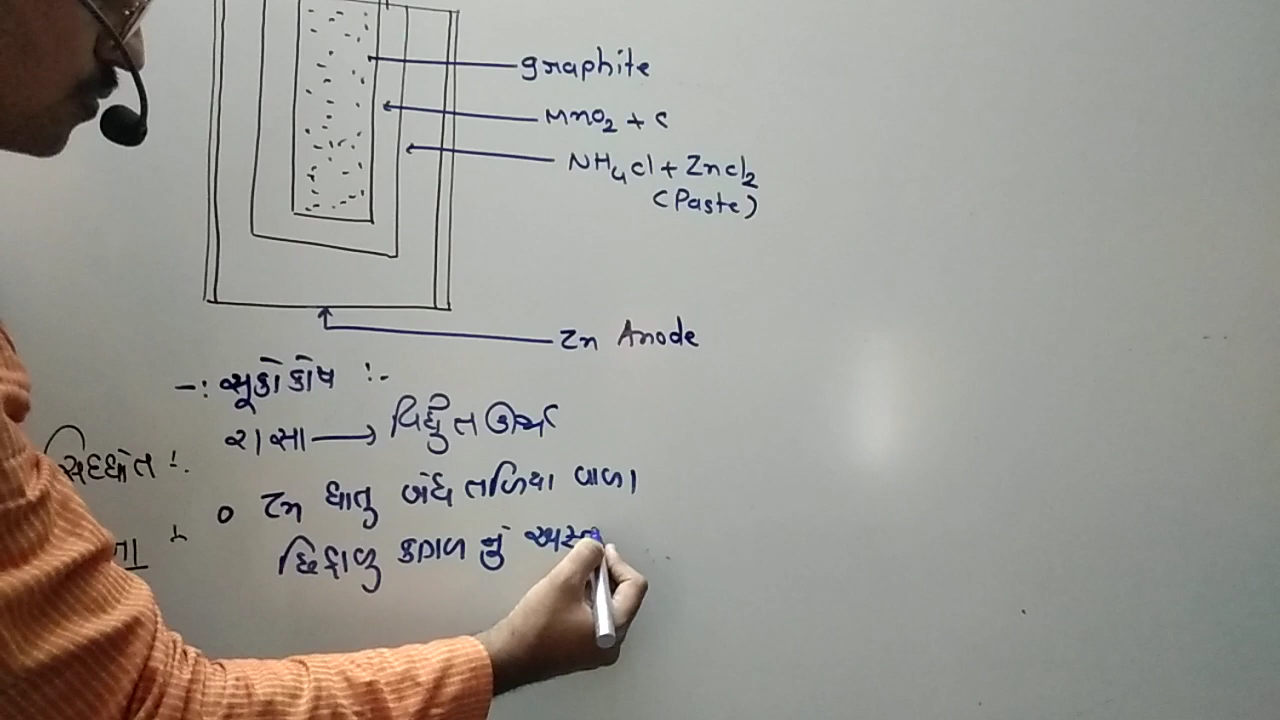 graphite
MnO₂ + C
NH₄Cl + ZnCl₂
(Paste)
Zn Anode
-: સૂકોકોષ :-
રાસા → વિદ્યુત ઊર્જા
સિદ્ધાંત :-
૦ Zn ધાતુ બંધ તળિયા વાળા
છિદ્રાળુ કાગળ નું અસ્ત